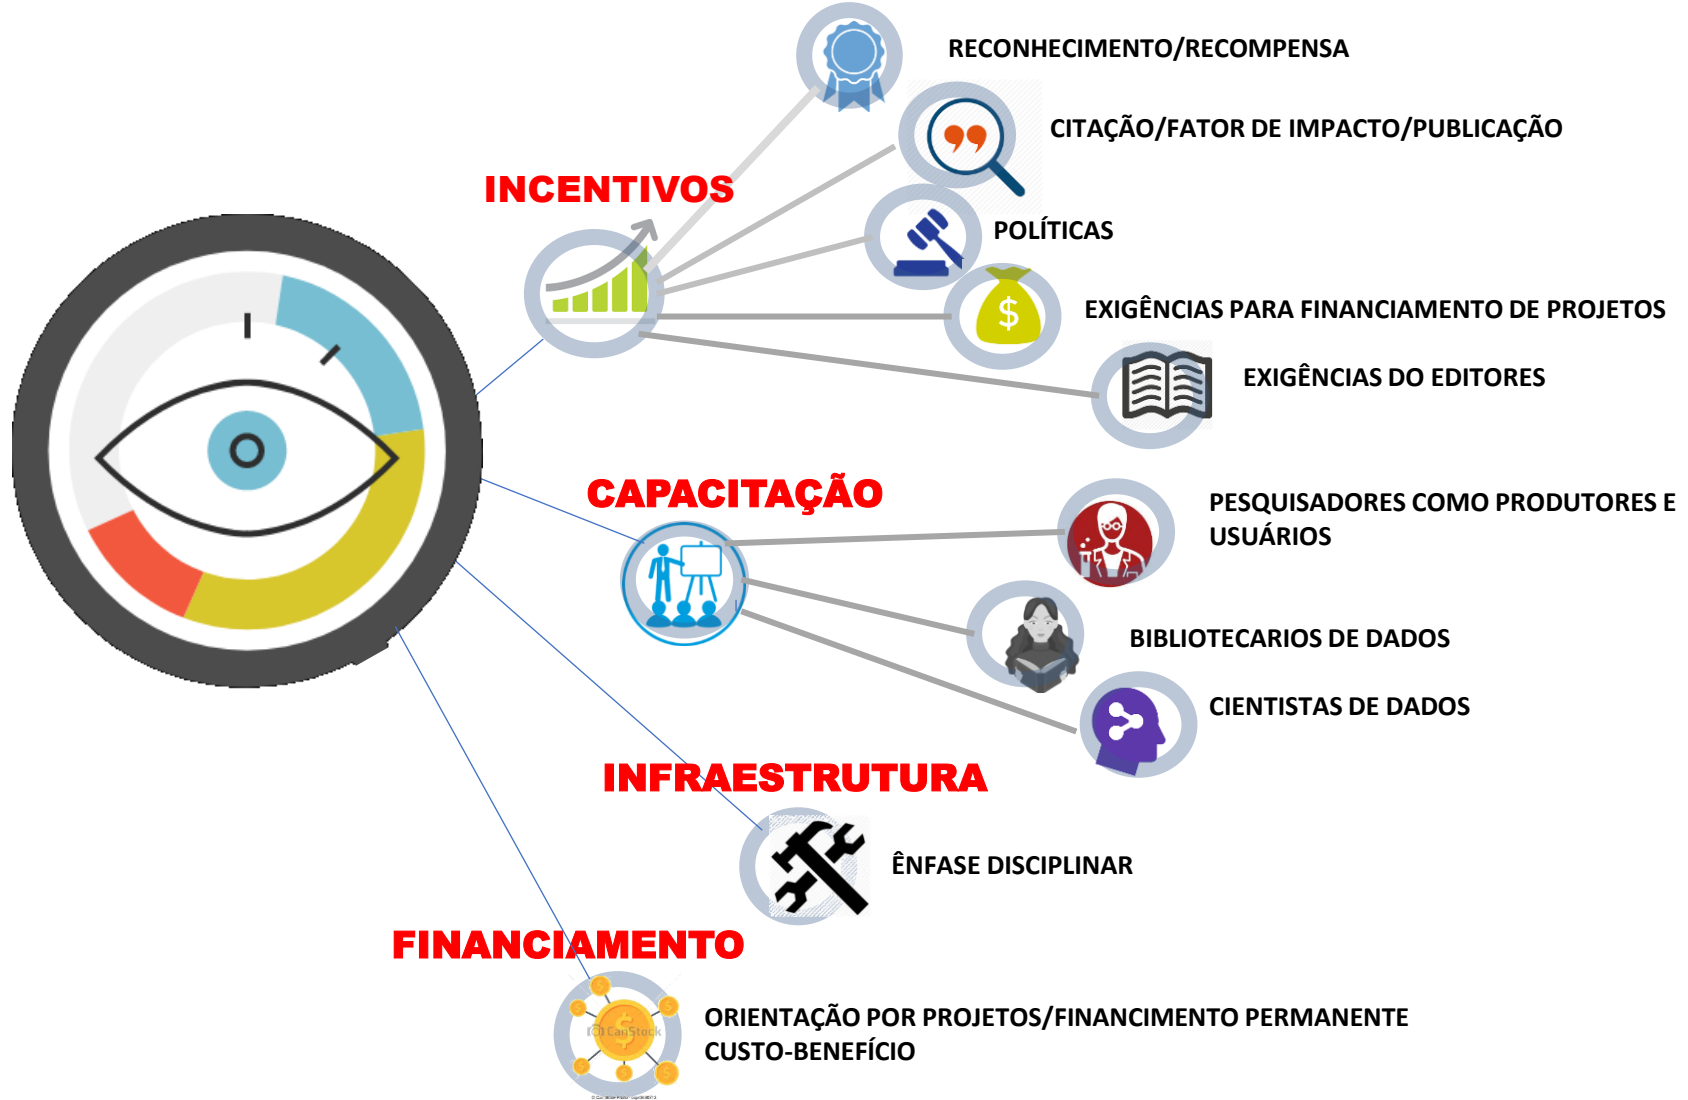 RECONHECIMENTO/RECOMPENSA
CITAÇÃO/FATOR DE IMPACTO/PUBLICAÇÃO
INCENTIVOS
POLÍTICAS
$
EXIGÊNCIAS PARA FINANCIAMENTO DE PROJETOS
EXIGÊNCIAS DO EDITORES
CAPACITAÇÃO
PESQUISADORES COMO PRODUTORES E
USUÁRIOS
BIBLIOTECARIOS DE DADOS
CIENTISTAS DE DADOS
INFRAESTRUTURA
ÊNFASE DISCIPLINAR
FINANCIAMENTO
CanStock
ORIENTAÇÃO POR PROJETOS/FINANCIMENTO PERMANENTE
CUSTO-BENEFÍCIO